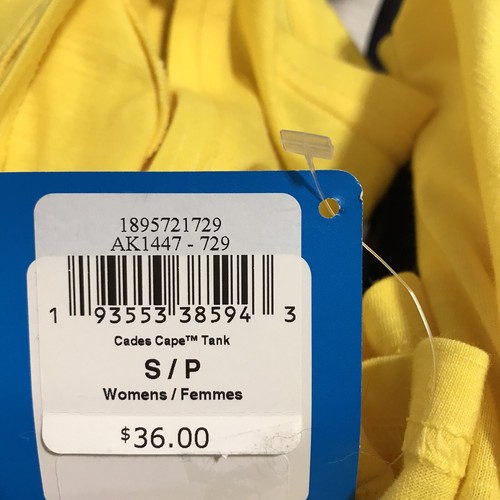 1895721729
AK1447 - 729
1 93553 38594 3
Cades Cape™ Tank
S / P
Womens / Femmes
$36.00